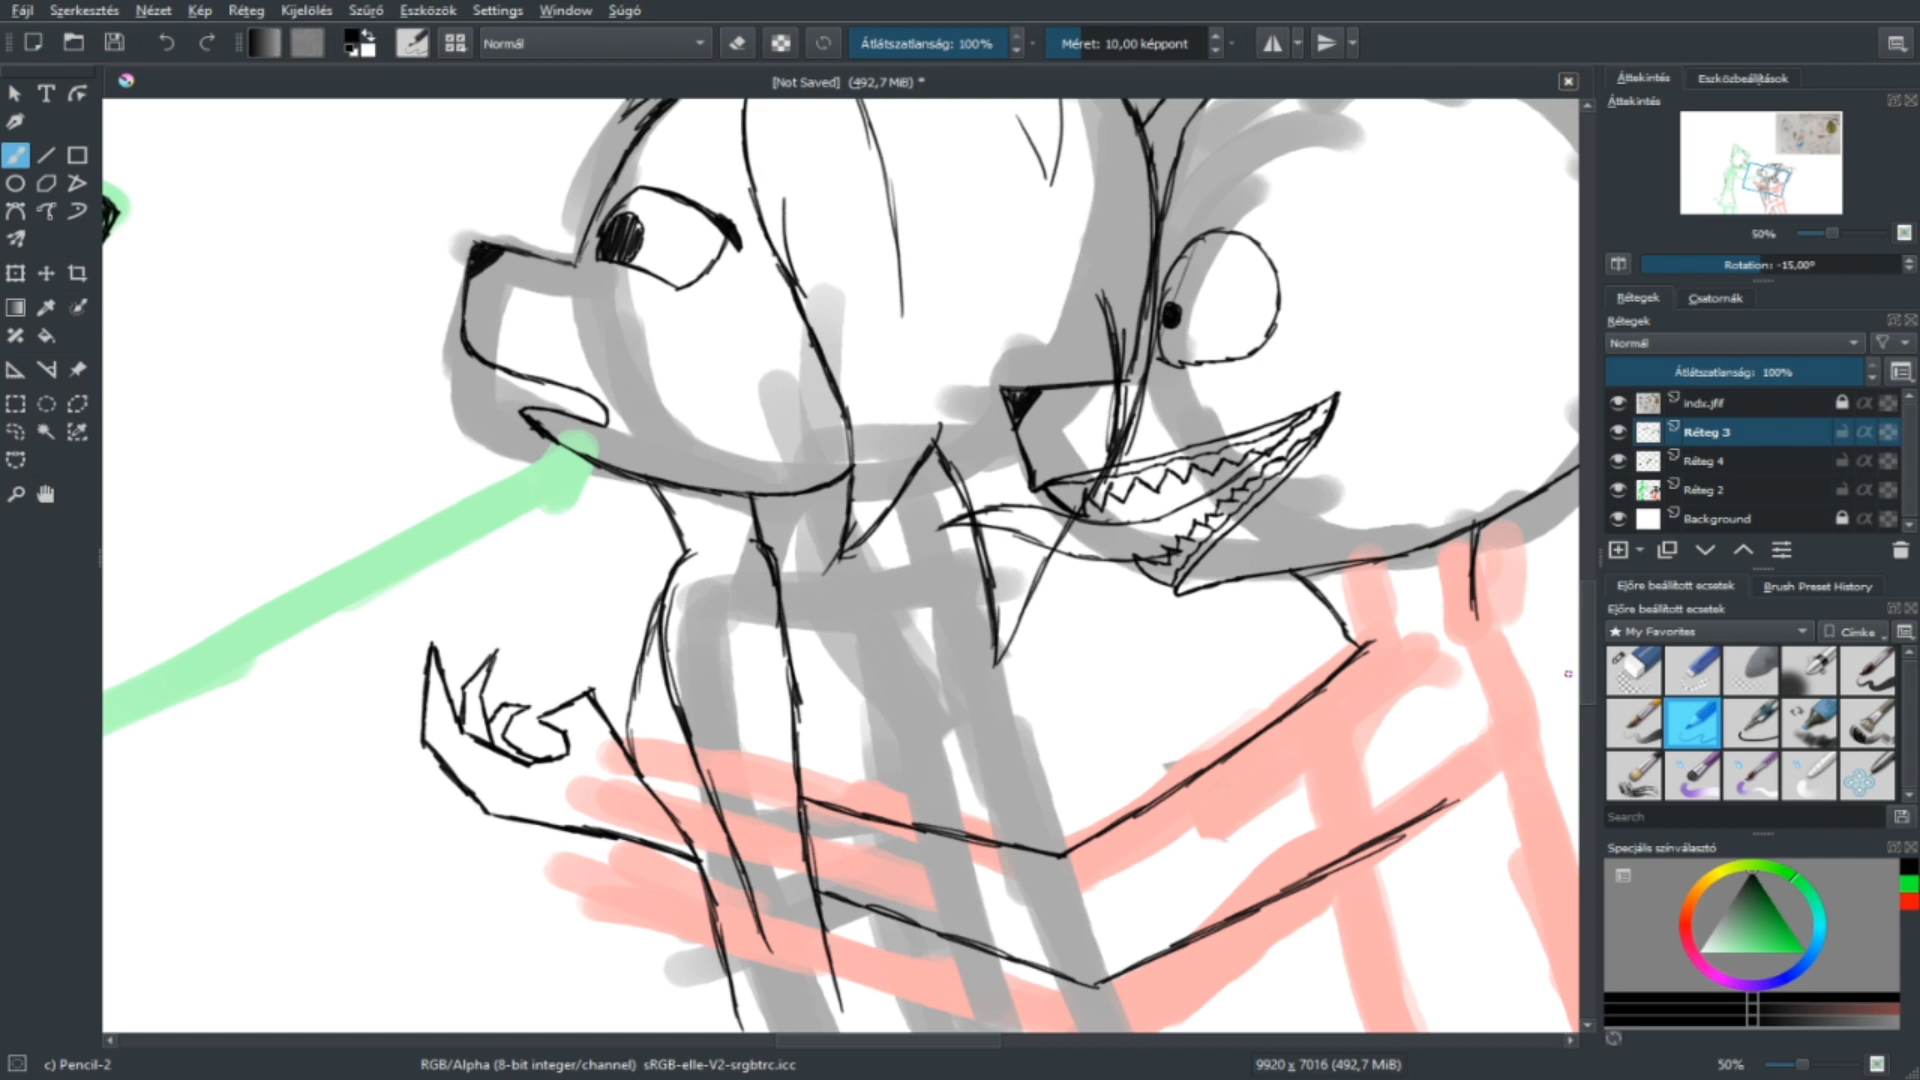 Fájl Szerkesztés Nézet Kép Réteg Kijelölés Szűrő Eszközök Settings Window Súgó
Normál Átlátszatlanság: 100% Méret: 10,00 képpont
[Not Saved] (492,7 MiB) *
Áttekintés Eszközbeállítások
Áttekintés
50%
Rotation: -15,00°
Rétegek Csatornák
Rétegek
Normál
Átlátszatlanság: 100%
indx.jfif
Réteg 3
Réteg 4
Réteg 2
Background
Előre beállított ecsetek Brush Preset History
Előre beállított ecsetek
★ My Favorites Címke
Search
Speciális színválasztó
c) Pencil-2 RGB/Alpha (8-bit integer/channel) sRGB-elle-V2-srgbtrc.icc 9920 x 7016 (492,7 MiB) 50%